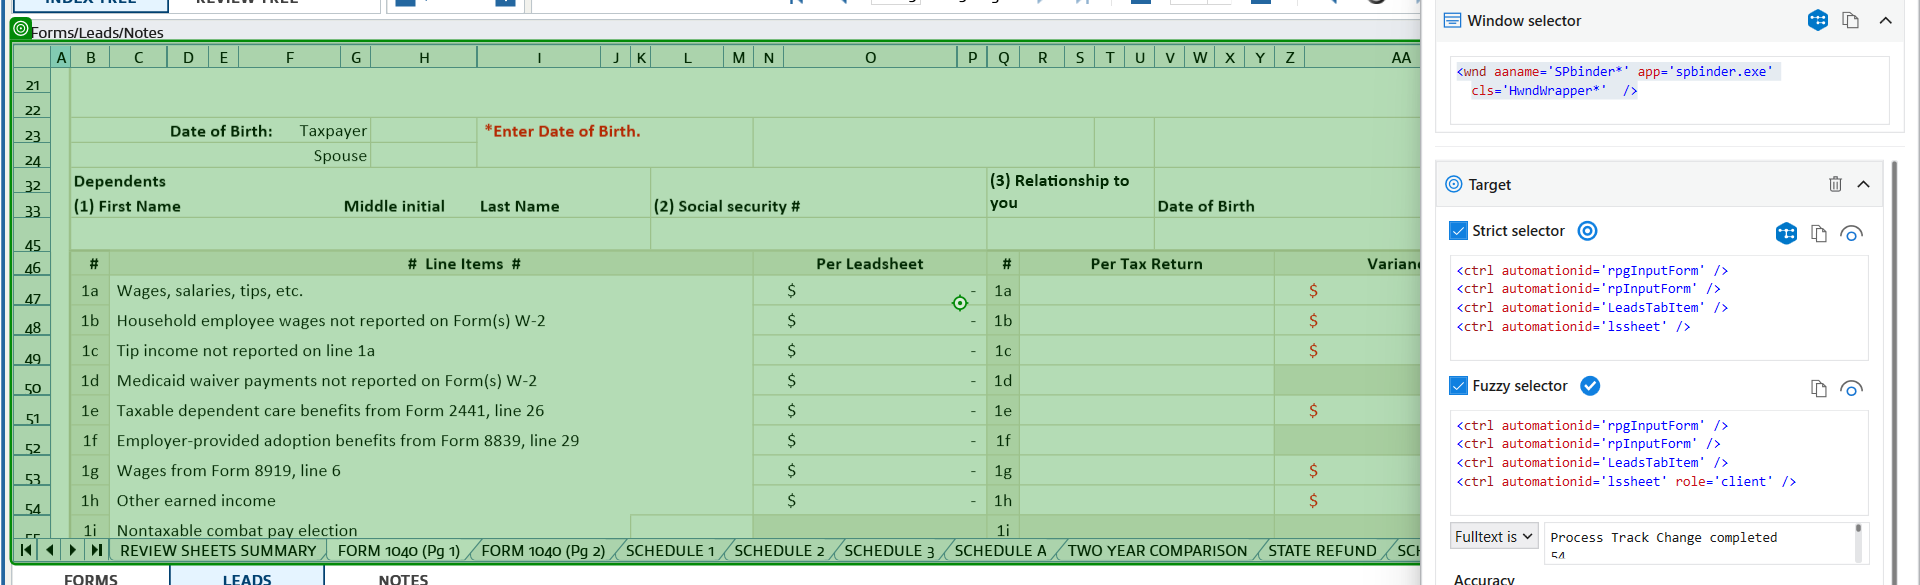 INDEX TREE REVIEW TREE
Forms/Leads/Notes
A B C D E F G H I J K L M N O P Q R S T U V W X Y Z AA
21
22
23 Date of Birth: Taxpayer *Enter Date of Birth.
24 Spouse
32 Dependents (3) Relationship to
33 (1) First Name Middle initial Last Name (2) Social security # you Date of Birth
45
46 # # Line Items # Per Leadsheet # Per Tax Return Varianc
47 1a Wages, salaries, tips, etc. $ - 1a $
48 1b Household employee wages not reported on Form(s) W-2 $ - 1b $
49 1c Tip income not reported on line 1a $ - 1c $
50 1d Medicaid waiver payments not reported on Form(s) W-2 $ - 1d
51 1e Taxable dependent care benefits from Form 2441, line 26 $ - 1e $
52 1f Employer-provided adoption benefits from Form 8839, line 29 $ - 1f
53 1g Wages from Form 8919, line 6 $ - 1g $
54 1h Other earned income $ - 1h $
55 1i Nontaxable combat pay election 1i
REVIEW SHEETS SUMMARY FORM 1040 (Pg 1) FORM 1040 (Pg 2) SCHEDULE 1 SCHEDULE 2 SCHEDULE 3 SCHEDULE A TWO YEAR COMPARISON STATE REFUND SCH
FORMS LEADS NOTES
Window selector
<wnd aaname='SPbinder*' app='spbinder.exe'
cls='HwndWrapper*' />
Target
Strict selector
<ctrl automationid='rpgInputForm' />
<ctrl automationid='rpInputForm' />
<ctrl automationid='LeadsTabItem' />
<ctrl automationid='lssheet' />
Fuzzy selector
<ctrl automationid='rpgInputForm' />
<ctrl automationid='rpInputForm' />
<ctrl automationid='LeadsTabItem' />
<ctrl automationid='lssheet' role='client' />
Fulltext is Process Track Change completed
54
Accuracy